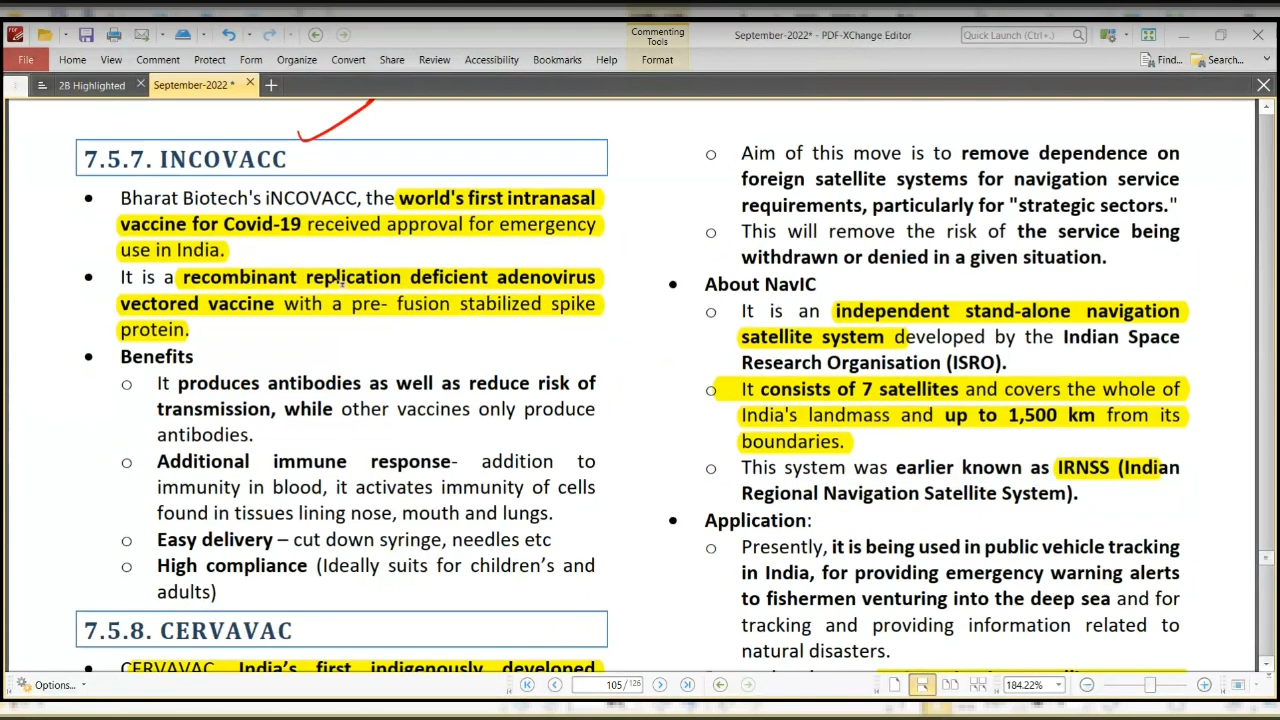 Commenting Tools
September-2022* - PDF-XChange Editor
Quick Launch (Ctrl+.)
File
Home
View
Comment
Protect
Form
Organize
Convert
Share
Review
Accessibility
Bookmarks
Help
Format
Find...
Search...
2B Highlighted
September-2022 *
7.5.7. INCOVACC
• Bharat Biotech's iNCOVACC, the world's first intranasal
vaccine for Covid-19 received approval for emergency
use in India.
• It is a recombinant replication deficient adenovirus
vectored vaccine with a pre- fusion stabilized spike
protein.
• Benefits
o It produces antibodies as well as reduce risk of
transmission, while other vaccines only produce
antibodies.
o Additional immune response- addition to
immunity in blood, it activates immunity of cells
found in tissues lining nose, mouth and lungs.
o Easy delivery – cut down syringe, needles etc
o High compliance (Ideally suits for children's and
adults)
7.5.8. CERVAVAC
CERVAVAC India's first indigenously developed
o Aim of this move is to remove dependence on
foreign satellite systems for navigation service
requirements, particularly for "strategic sectors."
o This will remove the risk of the service being
withdrawn or denied in a given situation.
• About NavIC
o It is an independent stand-alone navigation
satellite system developed by the Indian Space
Research Organisation (ISRO).
o It consists of 7 satellites and covers the whole of
India's landmass and up to 1,500 km from its
boundaries.
o This system was earlier known as IRNSS (Indian
Regional Navigation Satellite System).
• Application:
o Presently, it is being used in public vehicle tracking
in India, for providing emergency warning alerts
to fishermen venturing into the deep sea and for
tracking and providing information related to
natural disasters.
Options...
105 / 126
184.22%